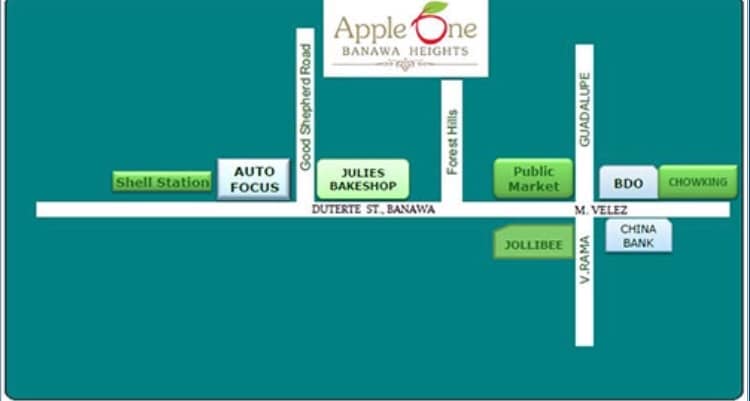 Apple One
BANAWA HEIGHTS
Good Shepherd Road
Forest Hills
GUADALUPE
Shell Station
AUTO
FOCUS
JULIES
BAKESHOP
Public
Market
BDO
CHOWKING
DUTERTE ST., BANAWA
M. VELEZ
JOLLIBEE
V.RAMA
CHINA
BANK